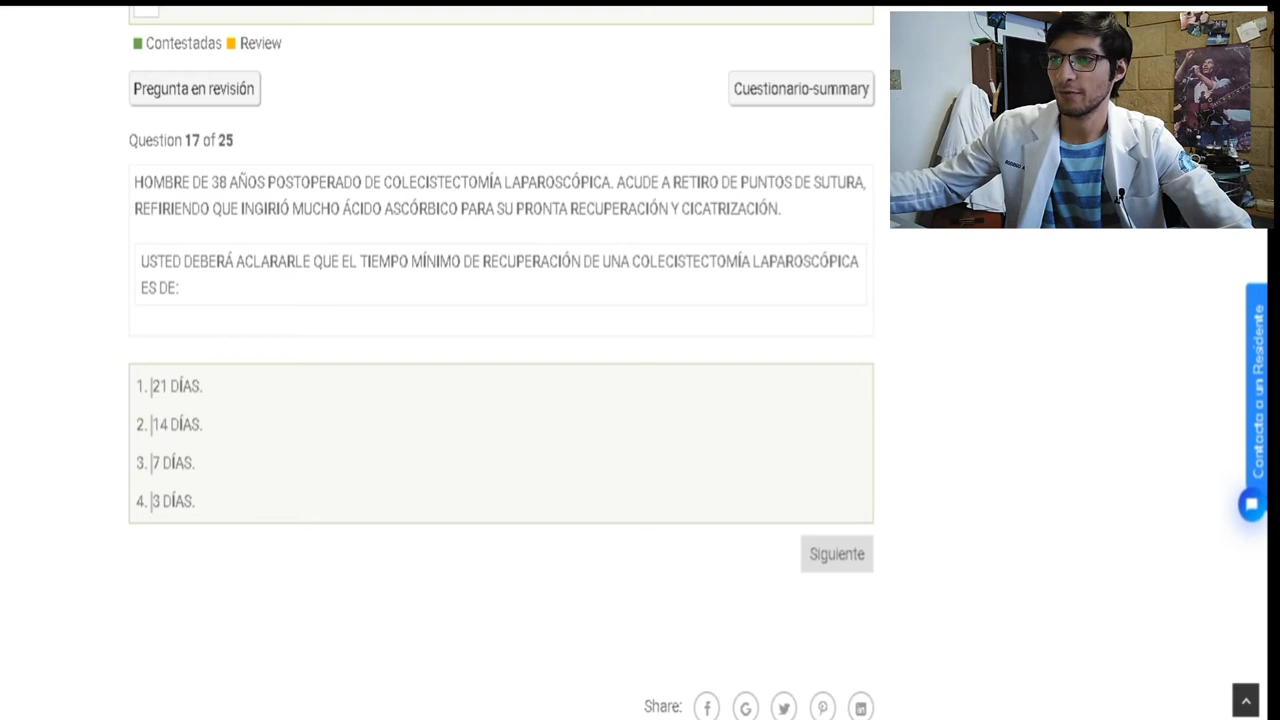 Contestadas Review
Pregunta en revisión
Cuestionario-summary
Question 17 of 25
HOMBRE DE 38 AÑOS POSTOPERADO DE COLECISTECTOMÍA LAPAROSCÓPICA. ACUDE A RETIRO DE PUNTOS DE SUTURA,
REFIRIENDO QUE INGIRIÓ MUCHO ÁCIDO ASCÓRBICO PARA SU PRONTA RECUPERACIÓN Y CICATRIZACIÓN.
USTED DEBERÁ ACLARARLE QUE EL TIEMPO MÍNIMO DE RECUPERACIÓN DE UNA COLECISTECTOMÍA LAPAROSCÓPICA
ES DE:
1. 21 DÍAS.
2. 14 DÍAS.
3. 7 DÍAS.
4. 3 DÍAS.
Siguiente
Contacta a un Residente
Share: